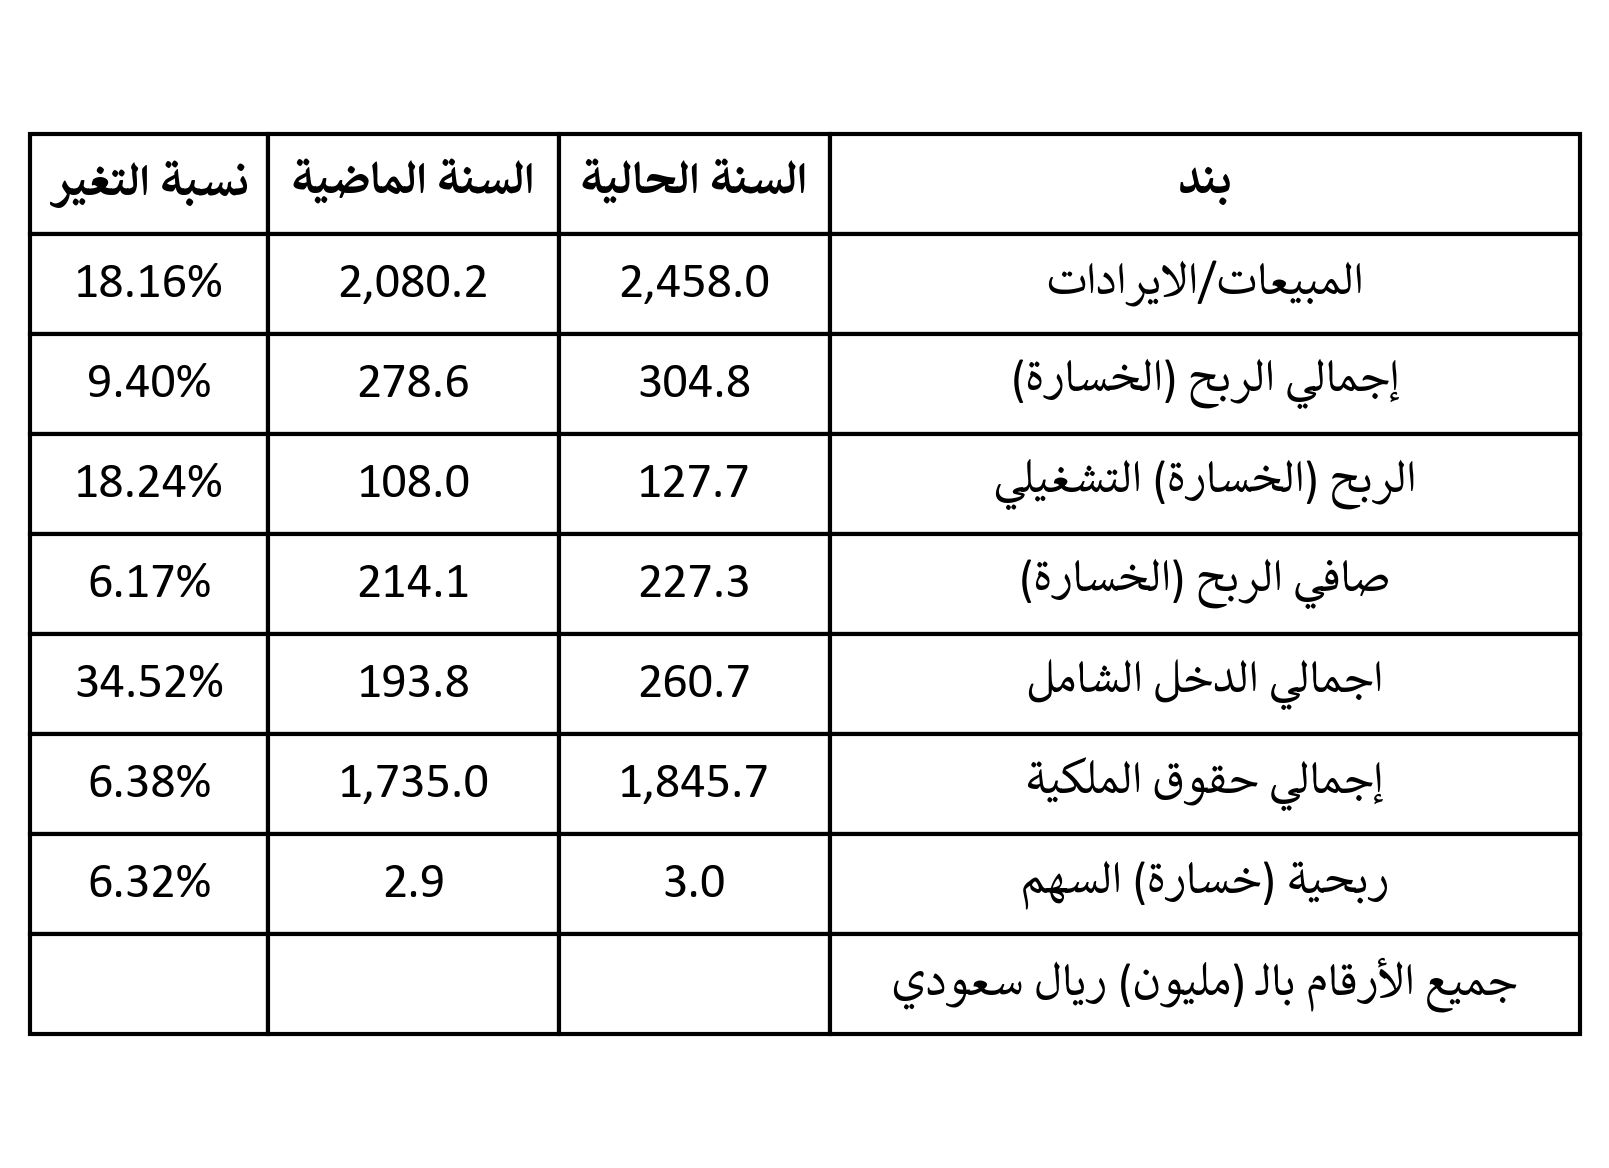 بند السنة الحالية السنة الماضية نسبة التغير
المبيعات/الايرادات 2,458.0 2,080.2 18.16%
إجمالي الربح (الخسارة) 304.8 278.6 9.40%
الربح (الخسارة) التشغيلي 127.7 108.0 18.24%
صافي الربح (الخسارة) 227.3 214.1 6.17%
اجمالي الدخل الشامل 260.7 193.8 34.52%
إجمالي حقوق الملكية 1,845.7 1,735.0 6.38%
ربحية (خسارة) السهم 3.0 2.9 6.32%
جميع الأرقام بالـ (مليون) ريال سعودي